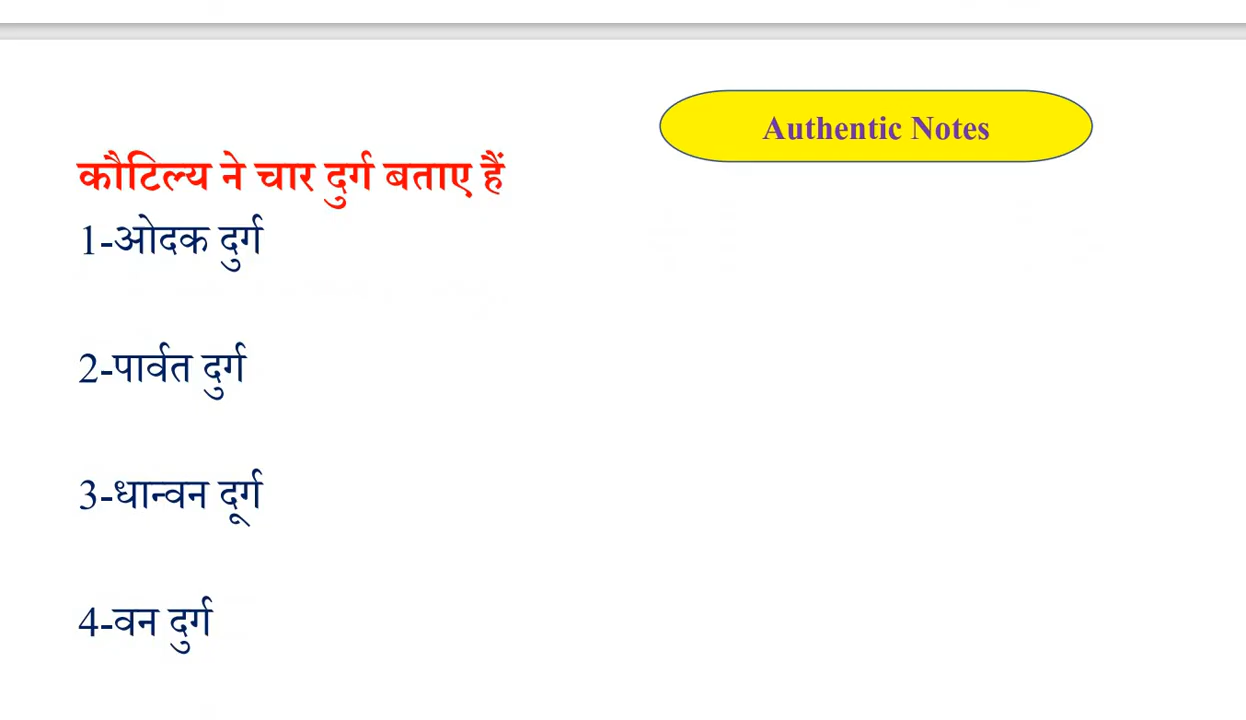 Authentic Notes
कौटिल्य ने चार दुर्ग बताए हैं
1-ओदक दुर्ग
2-पार्वत दुर्ग
3-धान्वन दूर्ग
4-वन दुर्ग